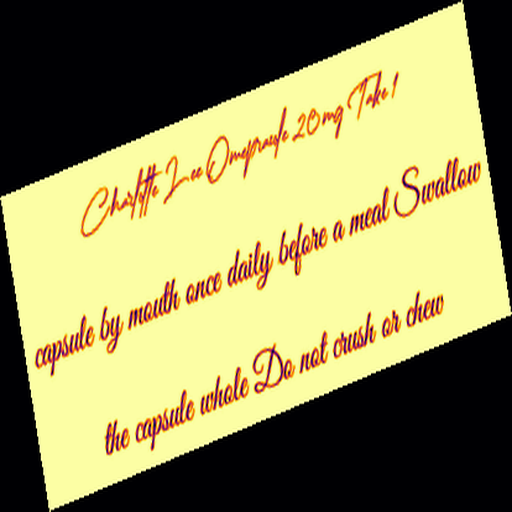 Charlotte Lee Omeprazole 20mg Take 1
capsule by mouth once daily before a meal Swallow
the capsule whole Do not crush or chew